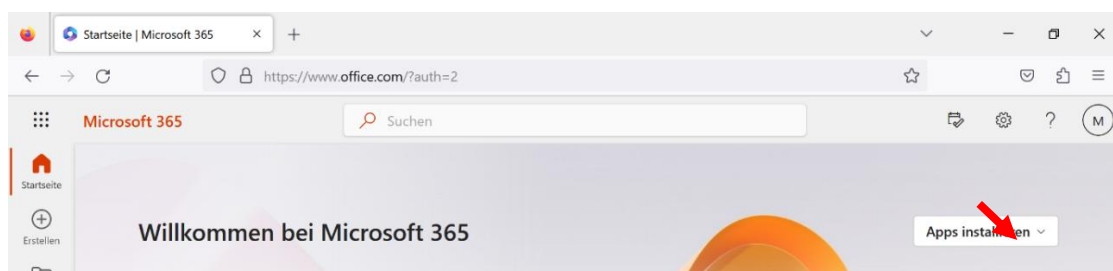 Startseite | Microsoft 365
https://www.office.com/?auth=2
Microsoft 365
Suchen
M
Startseite
Erstellen
Willkommen bei Microsoft 365
Apps installieren